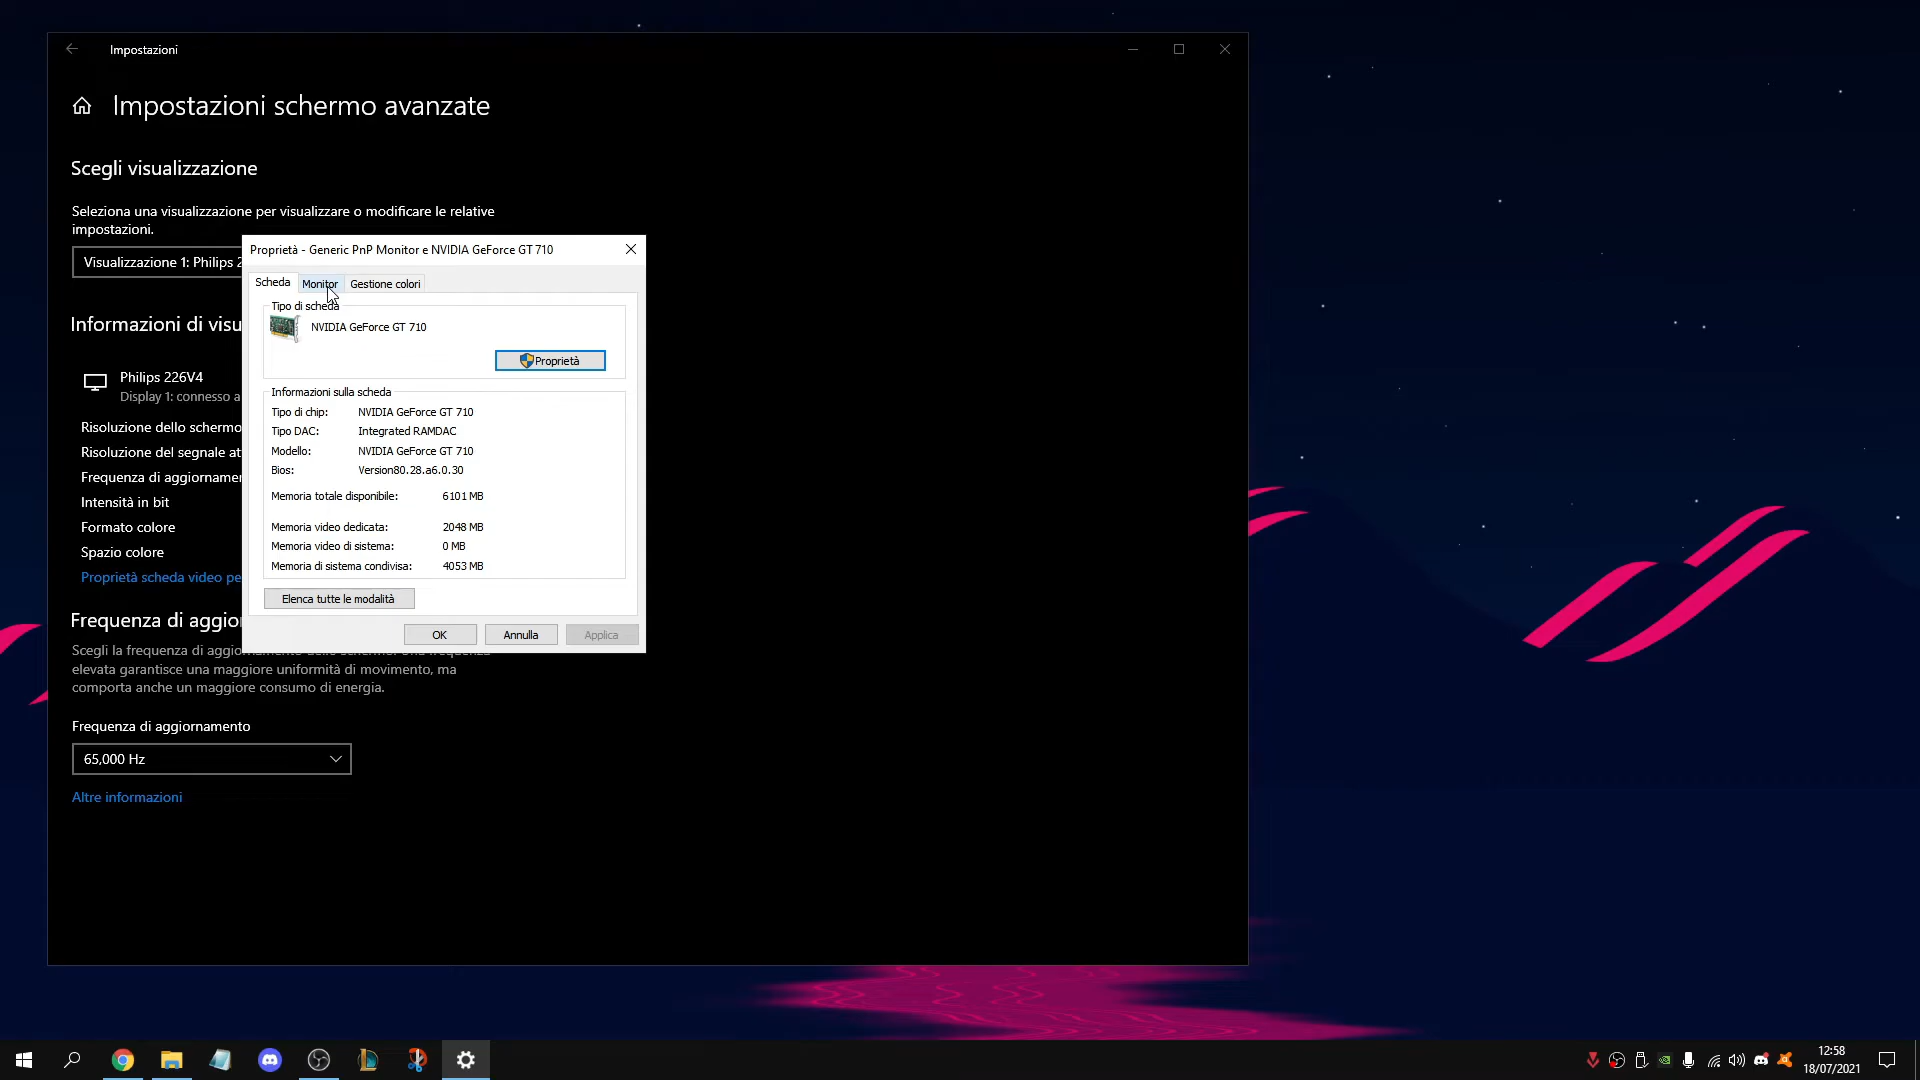 Impostazioni
Impostazioni schermo avanzate
Scegli visualizzazione
Seleziona una visualizzazione per visualizzare o modificare le relative
impostazioni.
Visualizzazione 1: Philips 2
Informazioni di visu
Philips 226V4
Display 1: connesso a
Risoluzione dello schermo
Risoluzione del segnale at
Frequenza di aggiornamen
Intensità in bit
Formato colore
Spazio colore
Proprietà scheda video pe
Proprietà - Generic PnP Monitor e NVIDIA GeForce GT 710
Scheda Monitor Gestione colori
Tipo di scheda
NVIDIA GeForce GT 710
Proprietà
Informazioni sulla scheda
Tipo di chip: NVIDIA GeForce GT 710
Tipo DAC: Integrated RAMDAC
Modello: NVIDIA GeForce GT 710
Bios: Version80.28.a6.0.30
Memoria totale disponibile: 6101 MB
Memoria video dedicata: 2048 MB
Memoria video di sistema: 0 MB
Memoria di sistema condivisa: 4053 MB
Elenca tutte le modalità
OK Annulla Applica
Frequenza di aggior
Scegli la frequenza di aggior
elevata garantisce una maggiore uniformità di movimento, ma
comporta anche un maggiore consumo di energia.
Frequenza di aggiornamento
65,000 Hz
Altre informazioni
12:58
18/07/2021